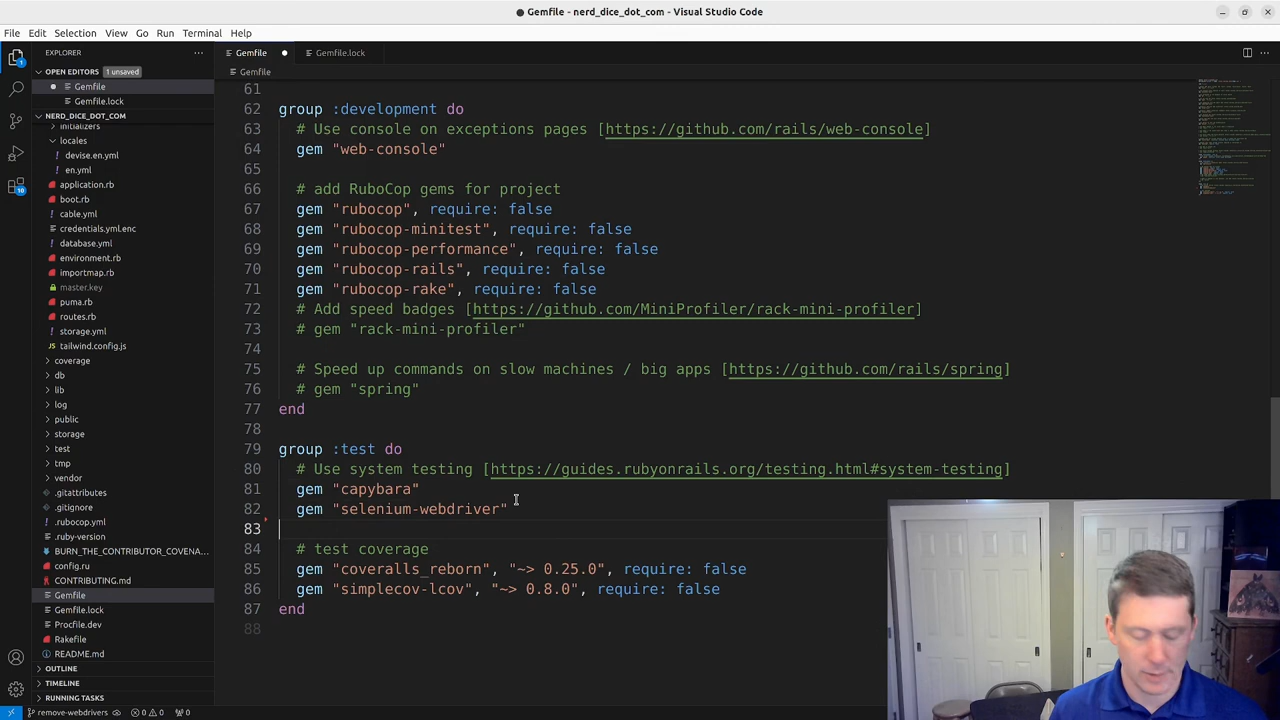 ● Gemfile - nerd_dice_dot_com - Visual Studio Code
File Edit Selection View Go Run Terminal Help
EXPLORER
Gemfile
Gemfile.lock
OPEN EDITORS 1 unsaved
Gemfile
Gemfile
Gemfile.lock
NERD_DICE_DOT_COM
initializers
locales
devise.en.yml
en.yml
application.rb
boot.rb
cable.yml
credentials.yml.enc
database.yml
environment.rb
importmap.rb
master.key
puma.rb
routes.rb
storage.yml
tailwind.config.js
coverage
db
lib
log
public
storage
test
tmp
vendor
.gitattributes
.gitignore
.rubocop.yml
.ruby-version
BURN_THE_CONTRIBUTOR_COVENA...
config.ru
CONTRIBUTING.md
Gemfile
Gemfile.lock
Procfile.dev
Rakefile
README.md
OUTLINE
TIMELINE
RUNNING TASKS
1
10
61
62 group :development do
63 # Use console on exceptions pages [https://github.com/rails/web-console]
64 gem "web-console"
65
66 # add RuboCop gems for project
67 gem "rubocop", require: false
68 gem "rubocop-minitest", require: false
69 gem "rubocop-performance", require: false
70 gem "rubocop-rails", require: false
71 gem "rubocop-rake", require: false
72 # Add speed badges [https://github.com/MiniProfiler/rack-mini-profiler]
73 # gem "rack-mini-profiler"
74
75 # Speed up commands on slow machines / big apps [https://github.com/rails/spring]
76 # gem "spring"
77 end
78
79 group :test do
80 # Use system testing [https://guides.rubyonrails.org/testing.html#system-testing]
81 gem "capybara"
82 gem "selenium-webdriver"
83
84 # test coverage
85 gem "coveralls_reborn", "~> 0.25.0", require: false
86 gem "simplecov-lcov", "~> 0.8.0", require: false
87 end
88
remove-webdrivers 0 0 0